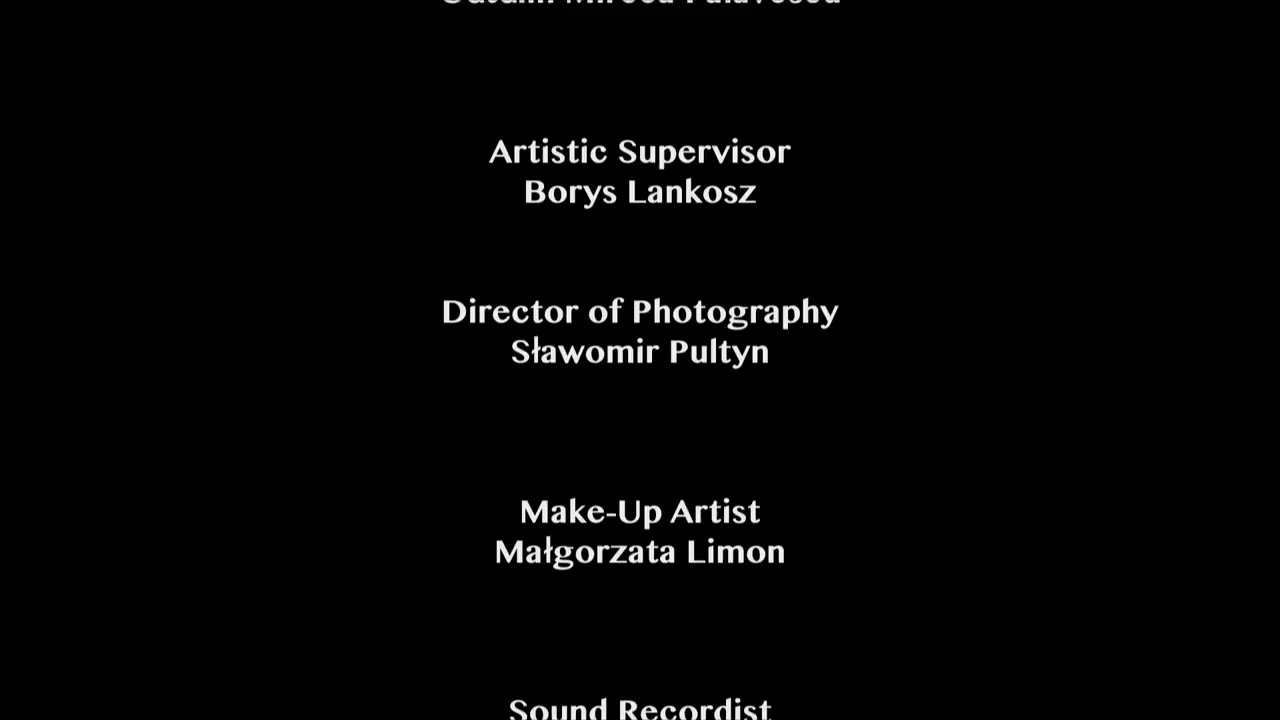 Artistic Supervisor
Borys Lankosz
Director of Photography
Sławomir Pultyn
Make-Up Artist
Małgorzata Limon
Sound Recordist